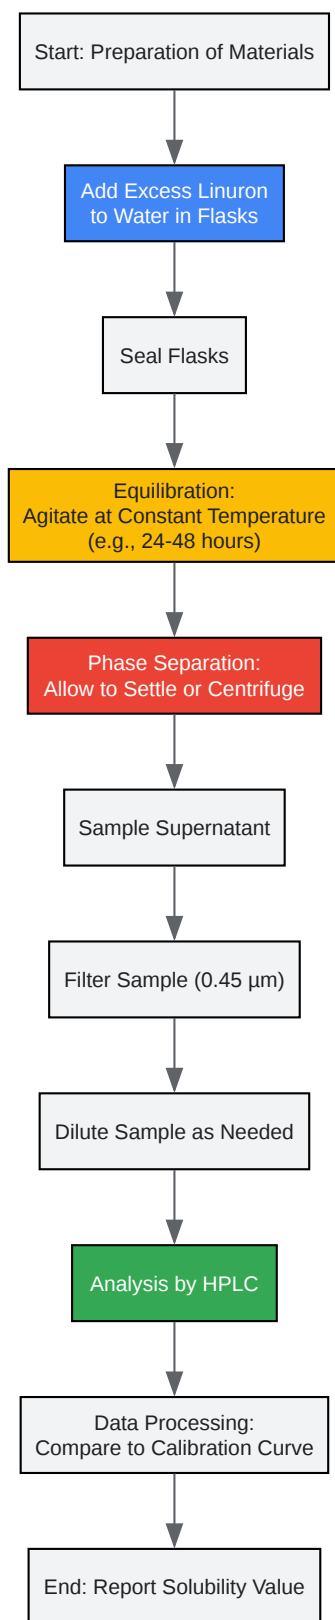 Start: Preparation of Materials
Add Excess Linuron
to Water in Flasks
Seal Flasks
Equilibration:
Agitate at Constant Temperature
(e.g., 24-48 hours)
Phase Separation:
Allow to Settle or Centrifuge
Sample Supernatant
Filter Sample (0.45 µm)
Dilute Sample as Needed
Analysis by HPLC
Data Processing:
Compare to Calibration Curve
End: Report Solubility Value